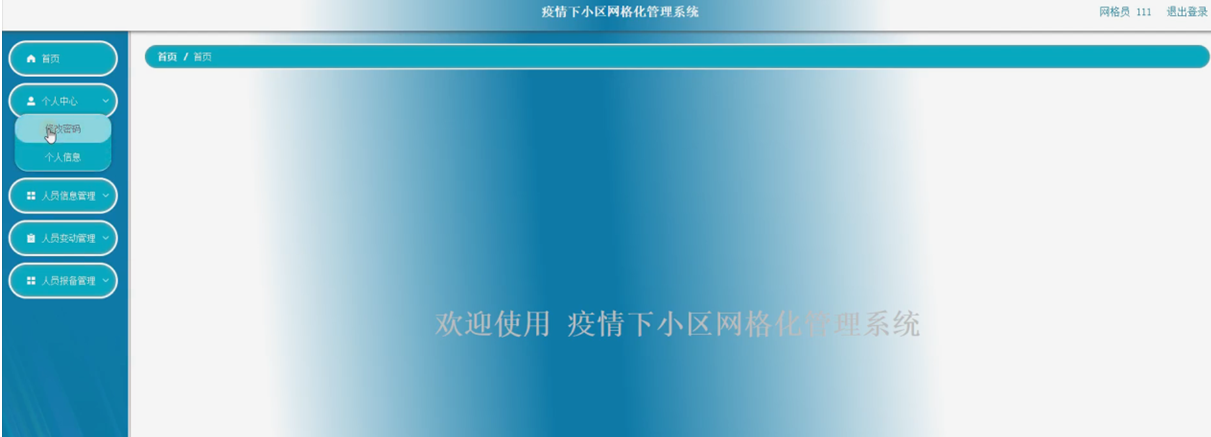 疫情下小区网格化管理系统
网格员 111 退出登录
首页
个人中心
修改密码
个人信息
人员信息管理
人员变动管理
人员报备管理
首页 / 首页
欢迎使用 疫情下小区网格化管理系统